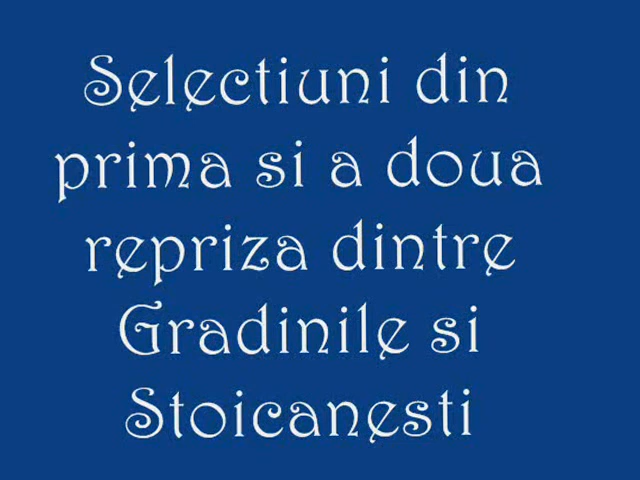 Selectiuni din
prima si a doua
repriza dintre
Gradinile si
Stoicanesti